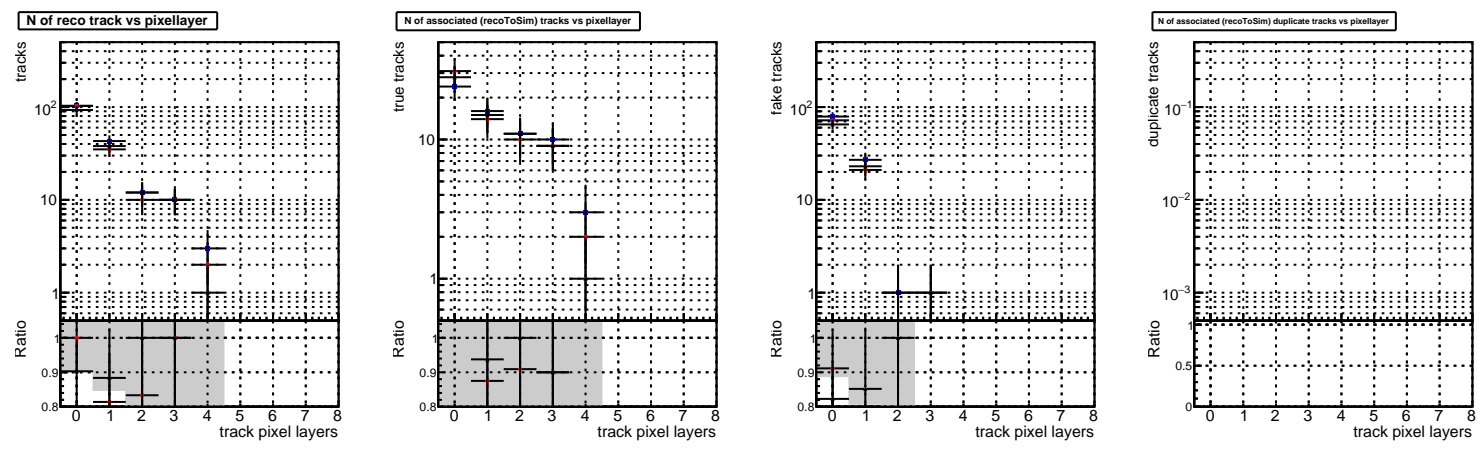 N of reco track vs pixellayer
tracks
10²
10
1
Ratio
1
0.9
0.8
0 1 2 3 4 5 6 7 8
track pixel layers
N of associated (recoToSim) tracks vs pixellayer
true tracks
10
1
Ratio
1
0.9
0.8
0 1 2 3 4 5 6 7 8
track pixel layers
fake tracks
10²
10
1
Ratio
1
0.9
0.8
0 1 2 3 4 5 6 7 8
track pixel layers
N of associated (recoToSim) duplicate tracks vs pixellayer
duplicate tracks
10⁻¹
10⁻²
10⁻³
Ratio
1
0.5
0
0 1 2 3 4 5 6 7 8
track pixel layers